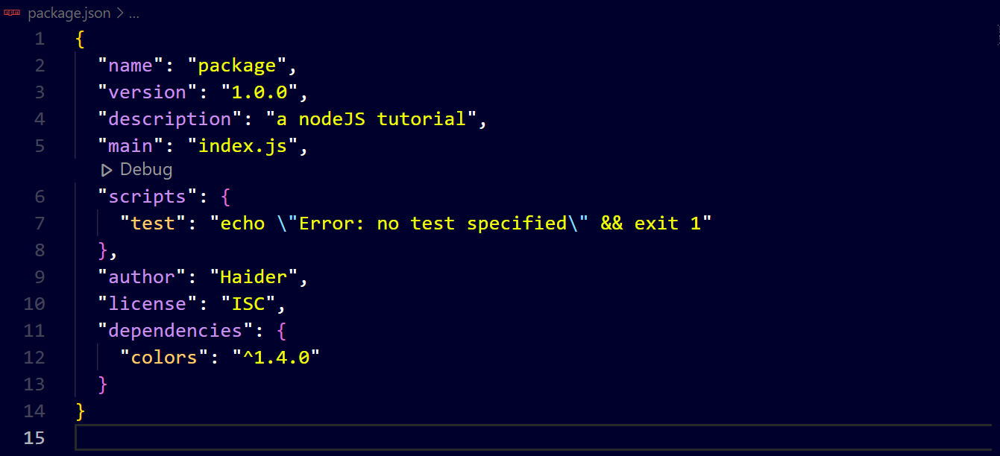 npm package.json > ...
1 {
2 "name": "package",
3 "version": "1.0.0",
4 "description": "a nodeJS tutorial",
5 "main": "index.js",
Debug
6 "scripts": {
7 "test": "echo \"Error: no test specified\" && exit 1"
8 },
9 "author": "Haider",
10 "license": "ISC",
11 "dependencies": {
12 "colors": "^1.4.0"
13 }
14 }
15